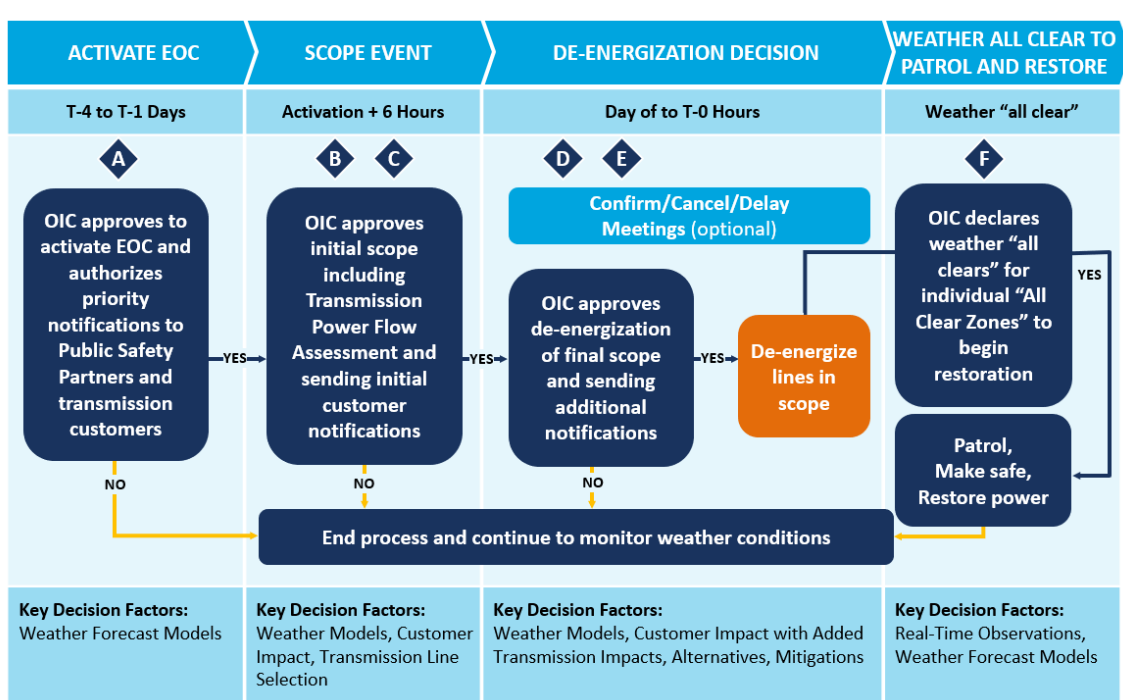 ACTIVATE EOC
SCOPE EVENT
DE-ENERGIZATION DECISION
WEATHER ALL CLEAR TO
PATROL AND RESTORE
T-4 to T-1 Days
Activation + 6 Hours
Day of to T-0 Hours
Weather “all clear”
A
OIC approves to
activate EOC and
authorizes
priority
notifications to
Public Safety
Partners and
transmission
customers
YES
NO
B
C
OIC approves
initial scope
including
Transmission
Power Flow
Assessment and
sending initial
customer
notifications
YES
NO
D
E
Confirm/Cancel/Delay
Meetings (optional)
OIC approves
de-energization
of final scope
and sending
additional
notifications
YES
NO
De-energize
lines in
scope
F
OIC declares
weather “all
clears” for
individual “All
Clear Zones” to
begin
restoration
YES
Patrol,
Make safe,
Restore power
End process and continue to monitor weather conditions
Key Decision Factors:
Weather Forecast Models
Key Decision Factors:
Weather Models, Customer
Impact, Transmission Line
Selection
Key Decision Factors:
Weather Models, Customer Impact with Added
Transmission Impacts, Alternatives, Mitigations
Key Decision Factors:
Real-Time Observations,
Weather Forecast Models